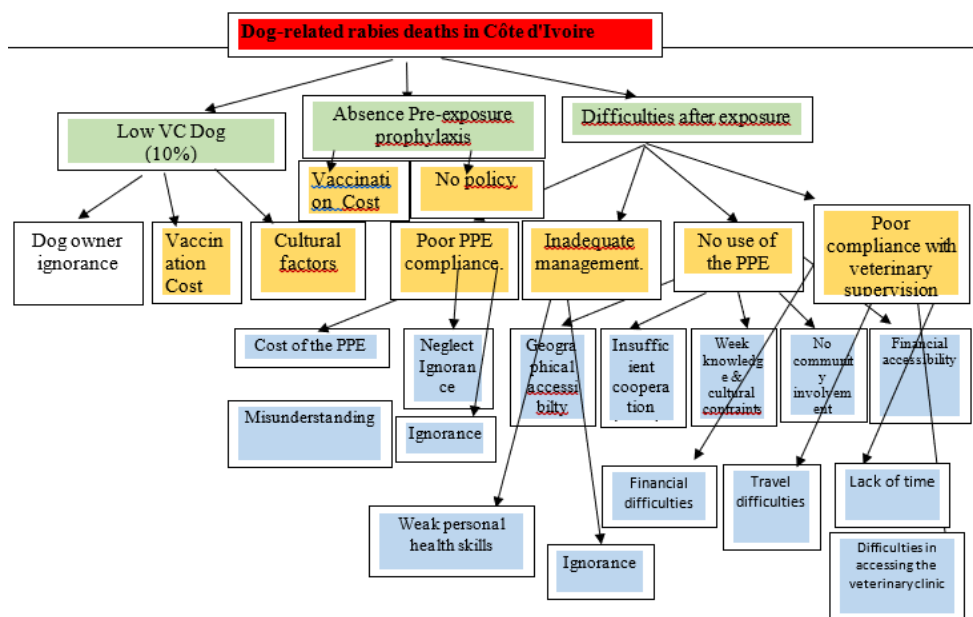 Dog-related rabies deaths in Côte d'Ivoire
Low VC Dog
(10%)
Absence Pre-exposure
prophylaxis
Difficulties after exposure
Vaccinati
on Cost
No policy
Dog owner
ignorance
Vaccin
ation
Cost
Cultural
factors
Poor PPE
compliance.
Inadequate
management.
No use of
the PPE
Poor
compliance with
veterinary
supervision
Cost of the PPE
Neglect
Ignoran
ce
Geograp
hical
accessi
bilty
Insuffic
ient
coopera
tion
Week
knowledg
e &
cultural
contraints
No
communit
y
involvem
ent
Financial
accessibility
Misunderstanding
Ignorance
Financial
difficulties
Travel
difficulties
Lack of time
Weak personal
health skills
Ignorance
Difficulties in
accessing the
veterinary clinic